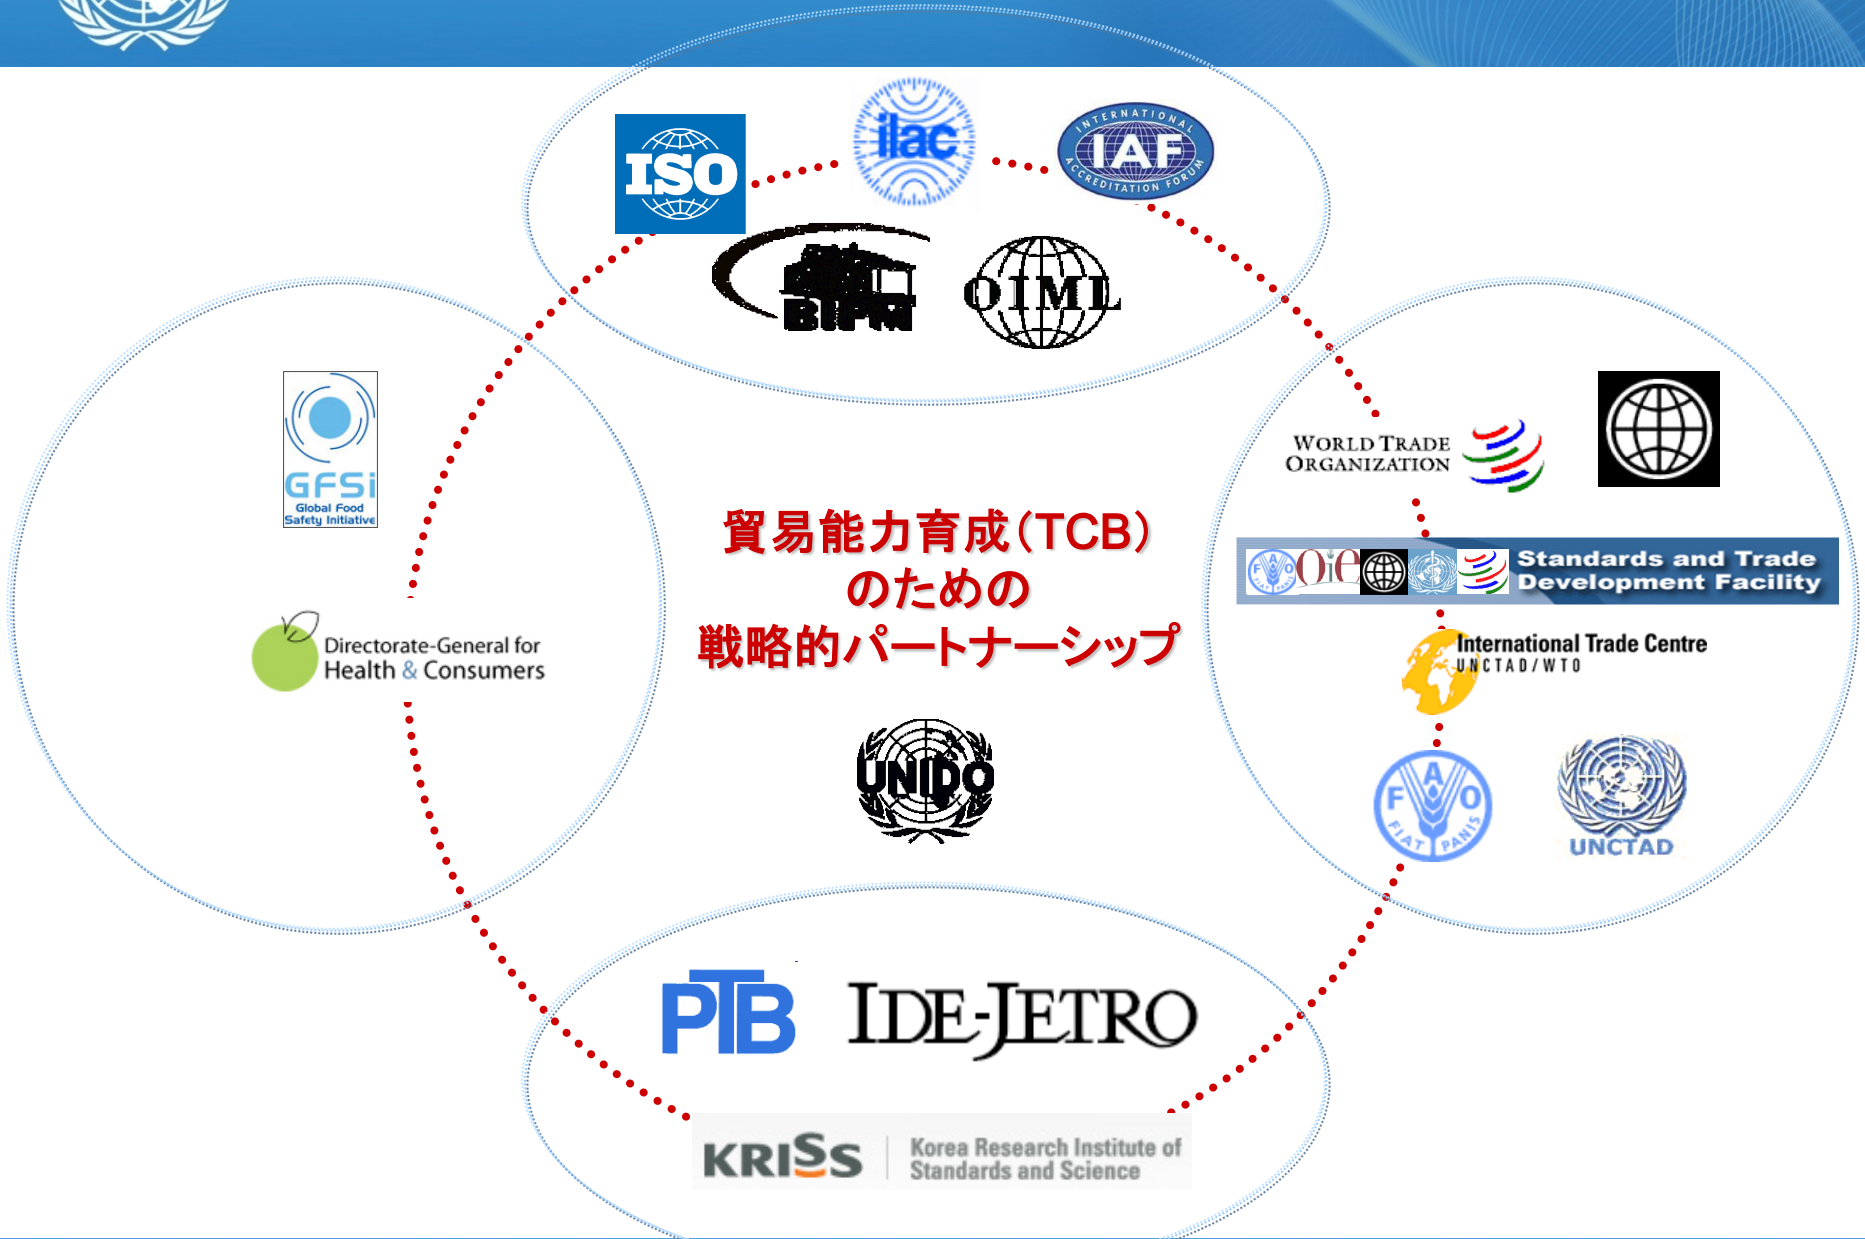 ISO
ilac
INTERNATIONAL
IAF
ACCREDITATION FORUM
BIPM
OIML
GFSi
Global Food
Safety Initiative
Directorate-General for
Health & Consumers
貿易能力育成(TCB)
のための
戦略的パートナーシップ
UNIDO
WORLD TRADE
ORGANIZATION
FAO
Oie
Standards and Trade
Development Facility
International Trade Centre
UNCTAD/WTO
FAO
FIAT PANIS
UNCTAD
PTB
IDE-JETRO
KRISS
Korea Research Institute of
Standards and Science